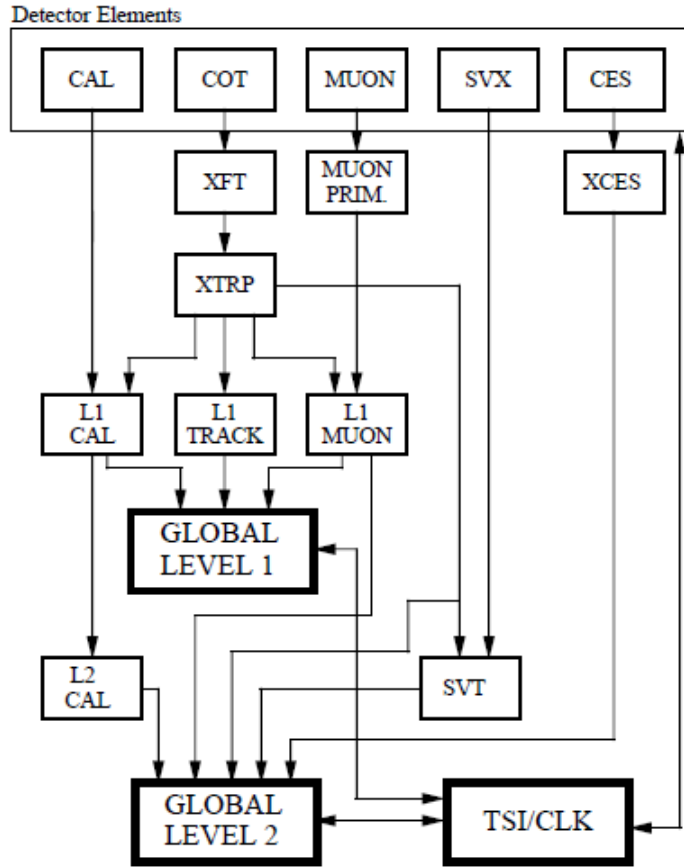 Detector Elements
CAL
COT
MUON
SVX
CES
XFT
MUON
PRIM.
XCES
XTRP
L1
CAL
L1
TRACK
L1
MUON
GLOBAL
LEVEL 1
L2
CAL
SVT
GLOBAL
LEVEL 2
TSI/CLK